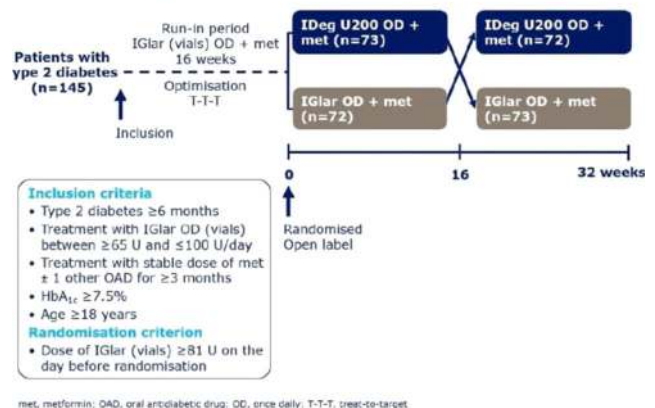 Patients with
ype 2 diabetes
(n=145)
Run-in period
IGlar (vials) OD + met
16 weeks
Optimisation
T-T-T
Inclusion
IDeg U200 OD +
met (n=73)
IDeg U200 OD +
met (n=72)
IGlar OD + met
(n=72)
IGlar OD + met
(n=73)
0
16
32 weeks
Randomised
Open label
Inclusion criteria
• Type 2 diabetes ≥6 months
• Treatment with IGlar OD (vials)
between ≥65 U and ≤100 U/day
• Treatment with stable dose of met
± 1 other OAD for ≥3 months
• HbA1c ≥7.5%
• Age ≥18 years
Randomisation criterion
• Dose of IGlar (vials) ≥81 U on the
day before randomisation
met, metformin; OAD, oral antidiabetic drug; OD, once daily; T-T-T, treat-to-target